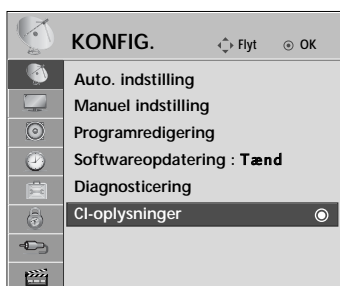 KONFIG. Flyt OK
Auto. indstilling
Manuel indstilling
Programredigering
Softwareopdatering : Tænd
Diagnosticering
CI-oplysninger